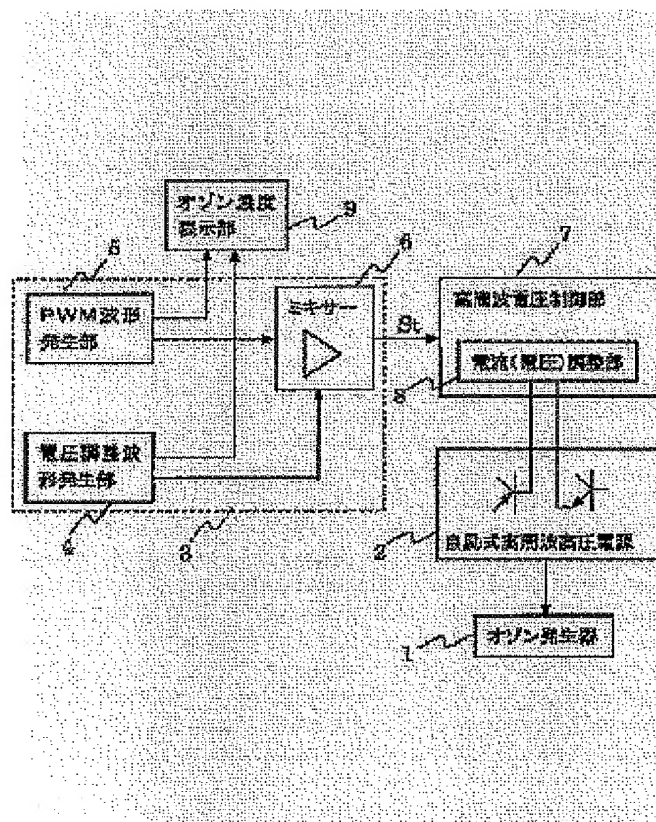 オゾン濃度
表示部
9
5
6
7
PWM波形
発生部
ミキサー
St
高周波電圧制御部
電流(電圧)調整部
8
電圧調整波
形発生部
4
3
2
自励式高周波高圧電源
1
オゾン発生器